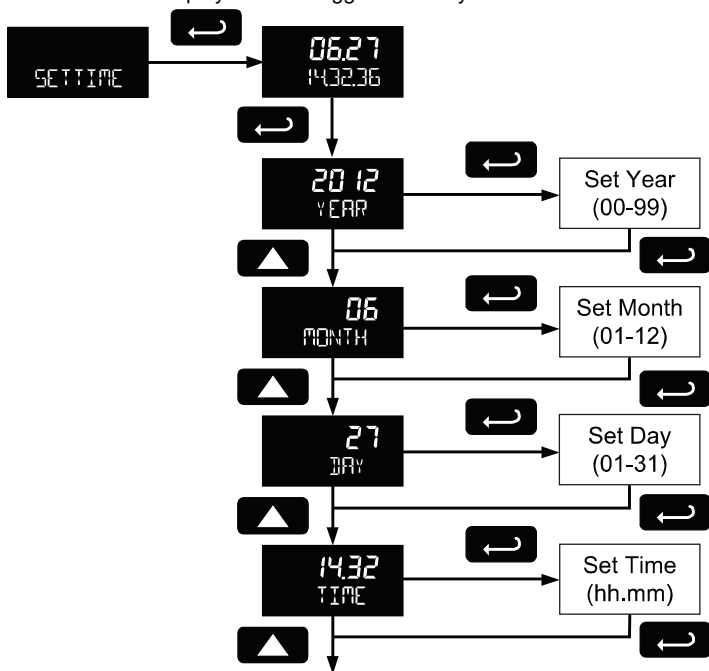 SETTIME
06.27
14.32.36
2012
YEAR
Set Year
(00-99)
06
MONTH
Set Month
(01-12)
27
DAY
Set Day
(01-31)
14.32
TIME
Set Time
(hh.mm)